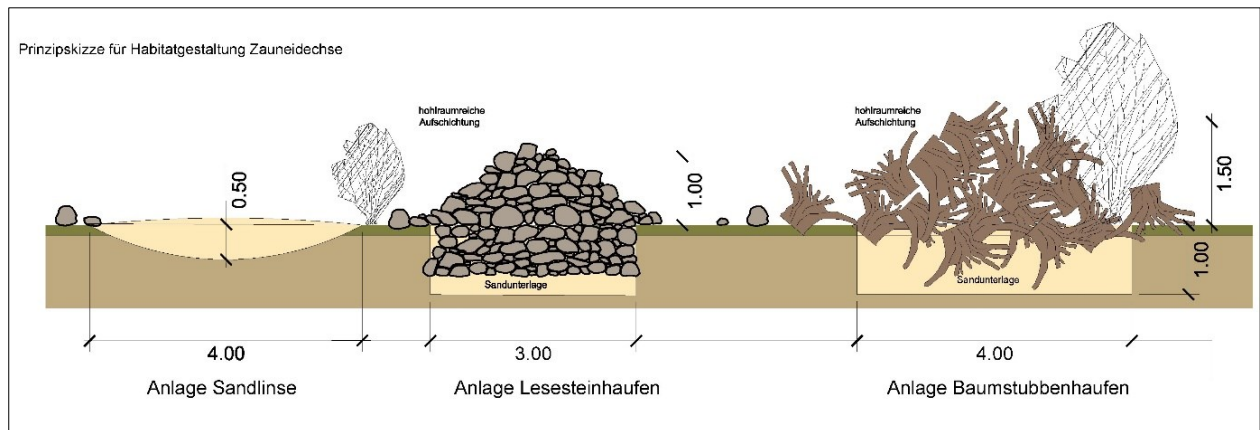 Prinzipskizze für Habitatgestaltung Zauneidechse
hohlraumreiche
Aufschichtung
hohlraumreiche
Aufschichtung
0.50
1.00
1.50
1.00
Sandunterlage
Sandunterlage
4.00
3.00
4.00
Anlage Sandlinse
Anlage Lesesteinhaufen
Anlage Baumstubbenhaufen